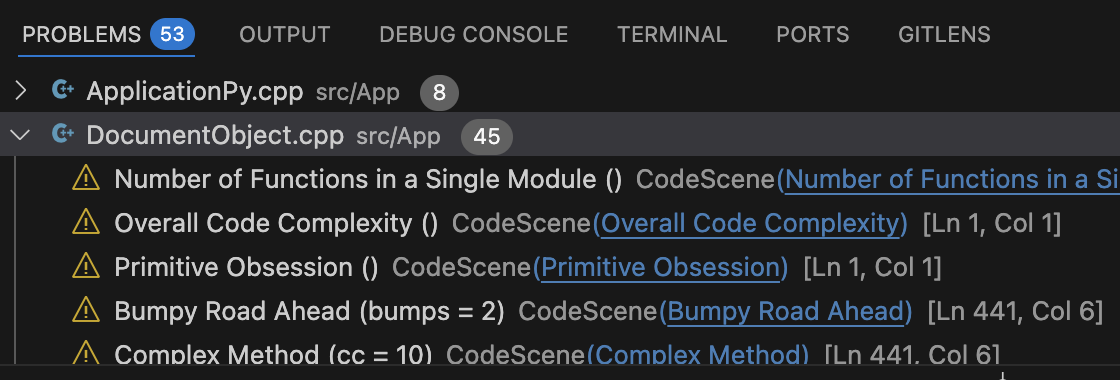 PROBLEMS 53 OUTPUT DEBUG CONSOLE TERMINAL PORTS GITLENS
ApplicationPy.cpp src/App 8
DocumentObject.cpp src/App 45
Number of Functions in a Single Module () CodeScene(Number of Functions in a Si
Overall Code Complexity () CodeScene(Overall Code Complexity) [Ln 1, Col 1]
Primitive Obsession () CodeScene(Primitive Obsession) [Ln 1, Col 1]
Bumpy Road Ahead (bumps = 2) CodeScene(Bumpy Road Ahead) [Ln 441, Col 6]
Complex Method (cc = 10) CodeScene(Complex Method) [Ln 441, Col 6]